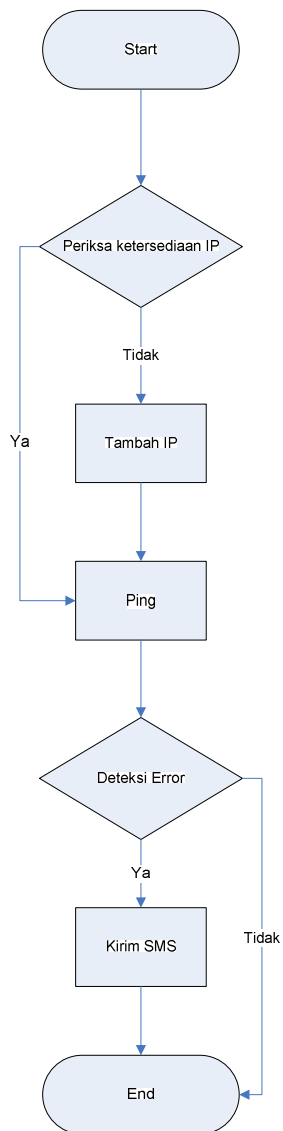 Start
Periksa ketersediaan IP
Tidak
Tambah IP
Ya
Ping
Deteksi Error
Ya
Kirim SMS
Tidak
End